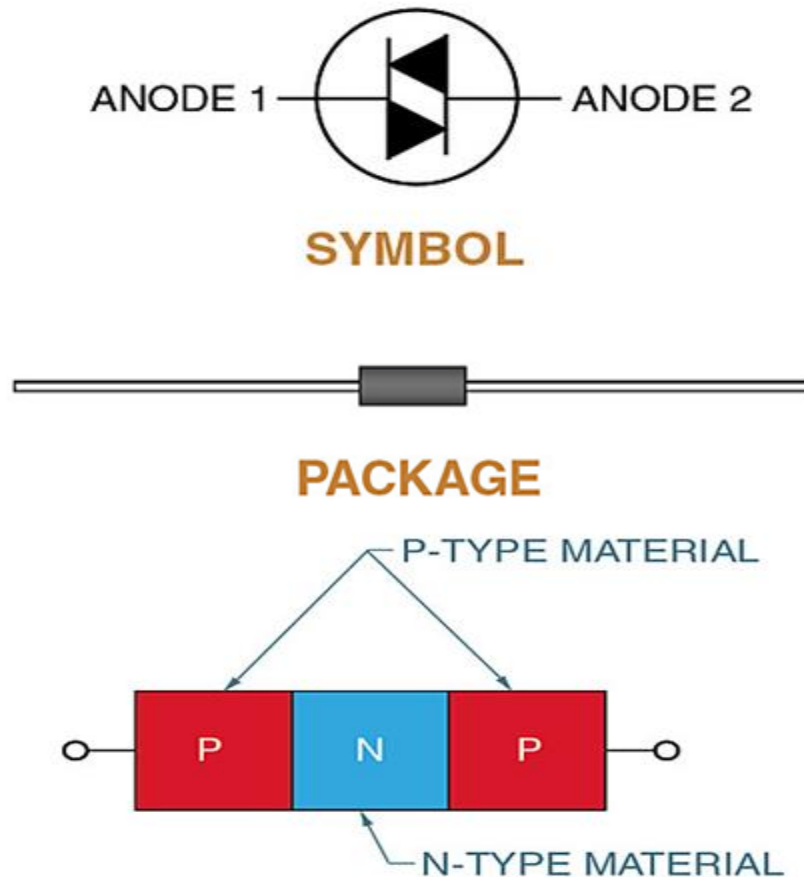 ANODE 1 ANODE 2
SYMBOL
PACKAGE
P-TYPE MATERIAL
P N P
N-TYPE MATERIAL